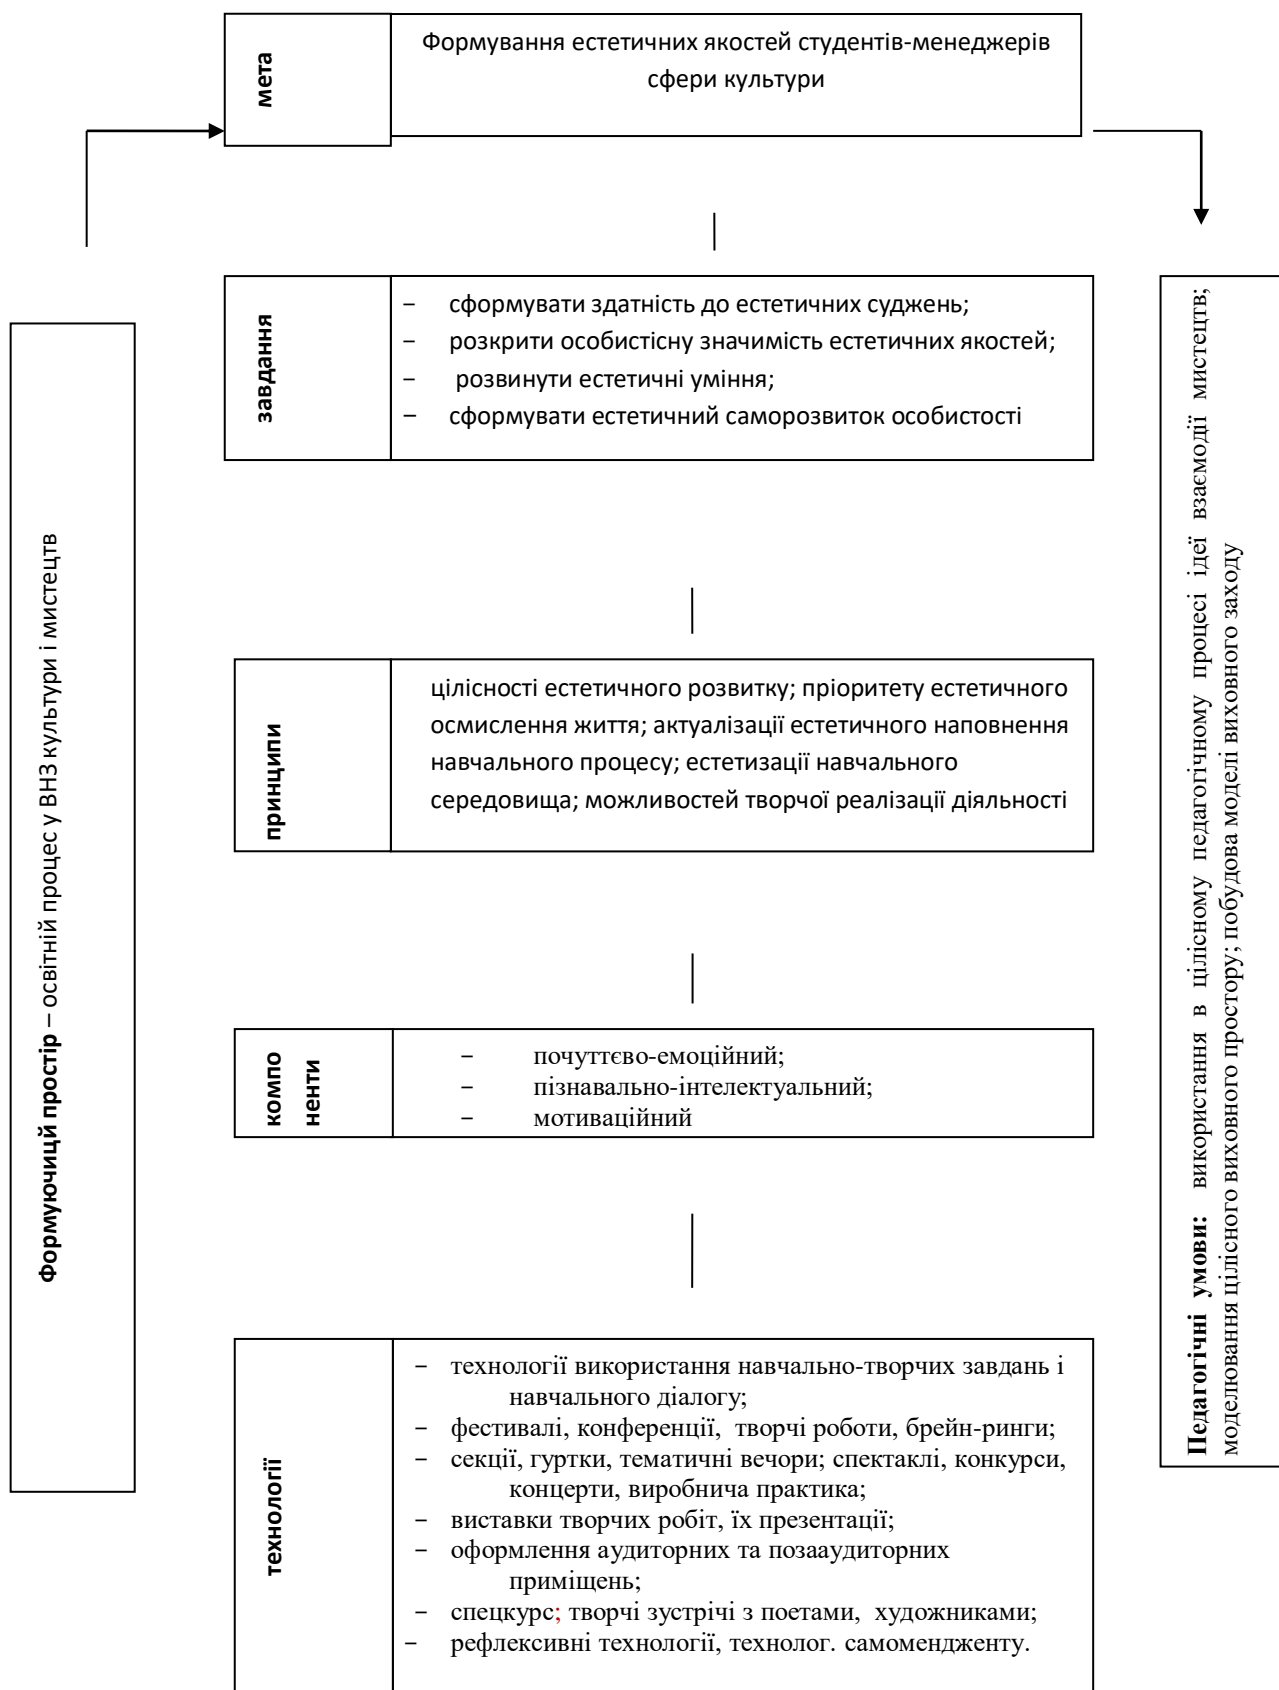 мета
Формування естетичних якостей студентів-менеджерів
сфери культури
завдання
– сформувати здатність до естетичних суджень;
– розкрити особистісну значимість естетичних якостей;
– розвинути естетичні уміння;
– сформувати естетичний саморозвиток особистості
принципи
цілісності естетичного розвитку; пріоритету естетичного
осмислення життя; актуалізації естетичного наповнення
навчального процесу; естетизації навчального
середовища; можливостей творчої реалізації діяльності
компо
ненти
– почуттєво-емоційний;
– пізнавально-інтелектуальний;
– мотиваційний
технології
– технології використання навчально-творчих завдань і
навчального діалогу;
– фестивалі, конференції, творчі роботи, брейн-ринги;
– секції, гуртки, тематичні вечори; спектаклі, конкурси,
концерти, виробнича практика;
– виставки творчих робіт, їх презентації;
– оформлення аудиторних та позааудиторних
приміщень;
– спецкурс; творчі зустрічі з поетами, художниками;
– рефлексивні технології, технолог. самомендженту.
Формуючицй простір – освітній процес у ВНЗ культури і мистецтв
Педагогічні умови: використання в цілісному педагогічному процесі ідеї взаємодії мистецтв;
моделювання цілісного виховного простору; побудова моделі виховного заходу